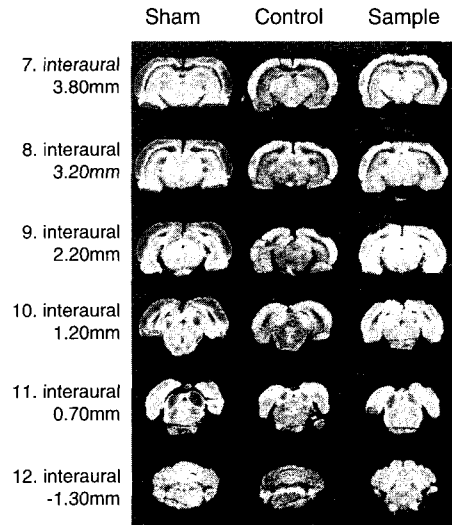 Sham Control Sample
7. interaural
3.80mm
8. interaural
3.20mm
9. interaural
2.20mm
10. interaural
1.20mm
11. interaural
0.70mm
12. interaural
-1.30mm